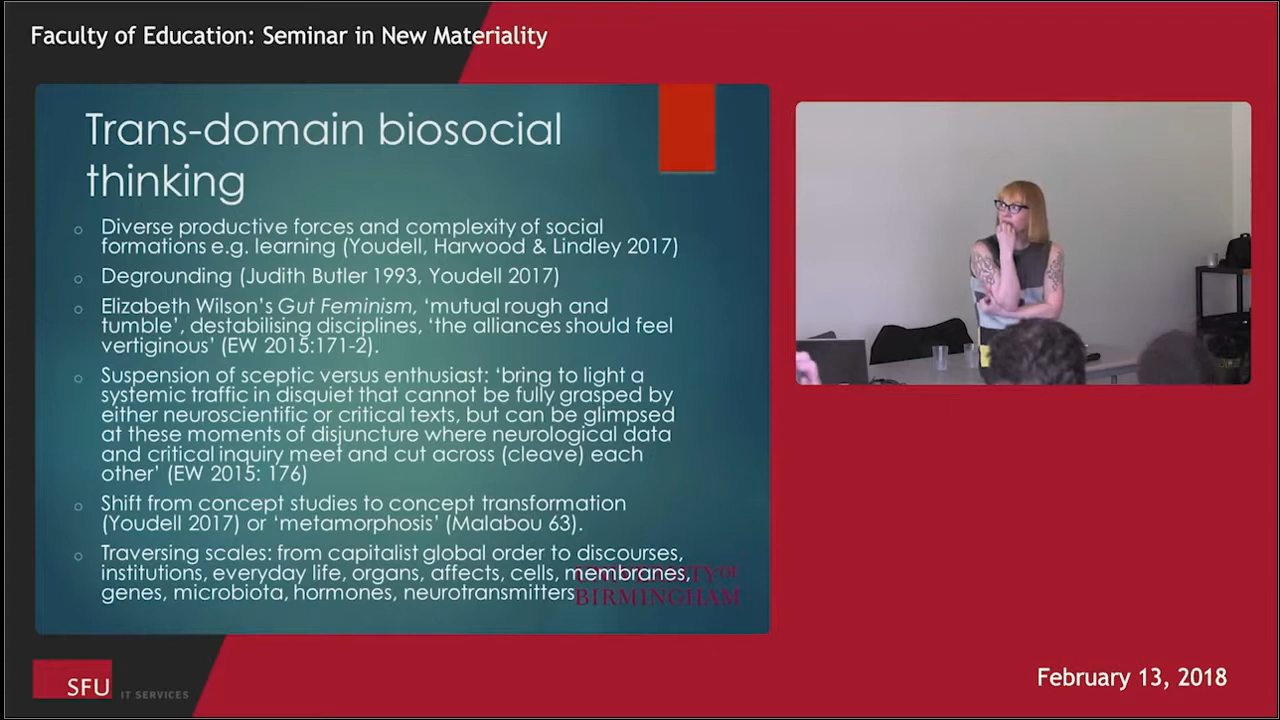 Faculty of Education: Seminar in New Materiality
Trans-domain biosocial
thinking
Diverse productive forces and complexity of social
formations e.g. learning (Youdell, Harwood & Lindley 2017)
Degrounding (Judith Butler 1993, Youdell 2017)
Elizabeth Wilson's Gut Feminism, 'mutual rough and
tumble', destabilising disciplines, 'the alliances should feel
vertiginous' (EW 2015:171-2).
Suspension of sceptic versus enthusiast: 'bring to light a
systemic traffic in disquiet that cannot be fully grasped by
either neuroscientific or critical texts, but can be glimpsed
at these moments of disjuncture where neurological data
and critical inquiry meet and cut across (cleave) each
other' (EW 2015: 176)
Shift from concept studies to concept transformation
(Youdell 2017) or 'metamorphosis' (Malabou 63).
Traversing scales: from capitalist global order to discourses,
institutions, everyday life, organs, affects, cells, membranes,
genes, microbiota, hormones, neurotransmitters
UNIVERSITY OF
BIRMINGHAM
SFU IT SERVICES
February 13, 2018